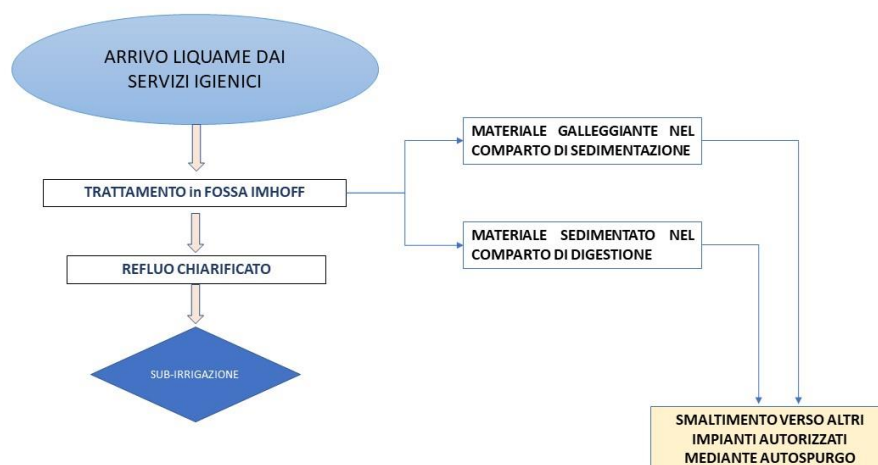 ARRIVO LIQUAME DAI
SERVIZI IGIENICI
TRATTAMENTO in FOSSA IMHOFF
REFLUO CHIARIFICATO
SUB-IRRIGAZIONE
MATERIALE GALLEGGIANTE NEL
COMPARTO DI SEDIMENTAZIONE
MATERIALE SEDIMENTATO NEL
COMPARTO DI DIGESTIONE
SMALTIMENTO VERSO ALTRI
IMPIANTI AUTORIZZATI
MEDIANTE AUTOSPURGO